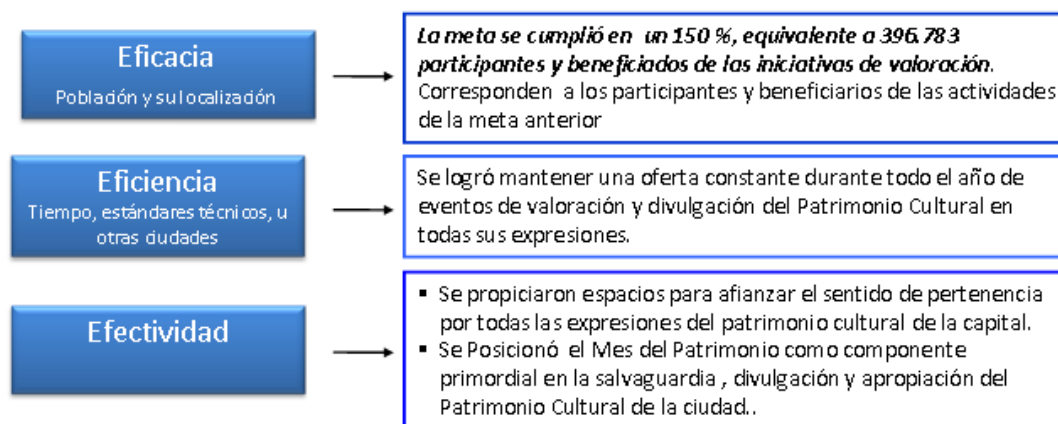 Eficacia
Población y su localización
La meta se cumplió en un 150 %, equivalente a 396.783
participantes y beneficiados de las iniciativas de valoración.
Corresponden a los participantes y beneficiarios de las actividades
de la meta anterior
Eficiencia
Tiempo, estándares técnicos, u
otras ciudades
Se logró mantener una oferta constante durante todo el año de
eventos de valoración y divulgación del Patrimonio Cultural en
todas sus expresiones.
Efectividad
▪ Se propiciaron espacios para afianzar el sentido de pertenencia
por todas las expresiones del patrimonio cultural de la capital.
▪ Se Posicionó el Mes del Patrimonio como componente
primordial en la salvaguardia , divulgación y apropiación del
Patrimonio Cultural de la ciudad..